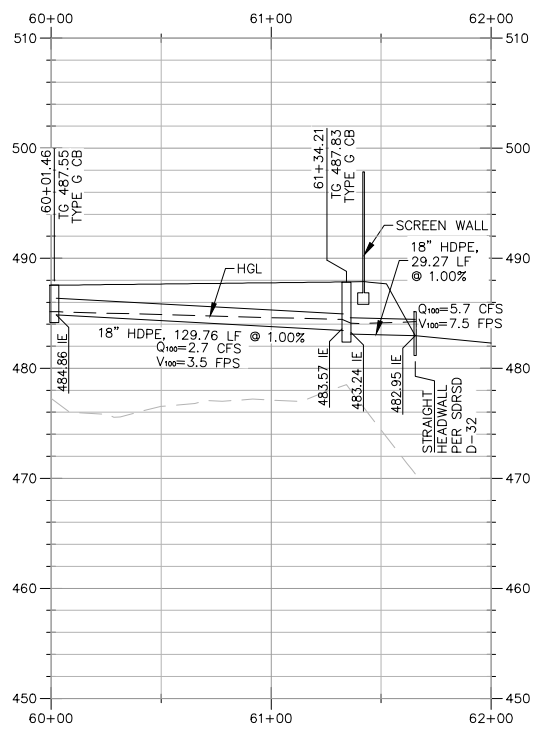 60+00 61+00 62+00
510 510
60+01.46
TG 487.55
TYPE G CB
61+34.21
TG 487.83
TYPE G CB
500 500
SCREEN WALL
490 490
HGL
18" HDPE,
29.27 LF
@ 1.00%
Q₁₀₀=5.7 CFS
V₁₀₀=7.5 FPS
18" HDPE, 129.76 LF @ 1.00%
Q₁₀₀=2.7 CFS
V₁₀₀=3.5 FPS
480 480
484.86 IE
483.57 IE
483.24 IE
482.95 IE
STRAIGHT
HEADWALL
PER SDRSD
D-32
470 470
460 460
450 450
60+00 61+00 62+00